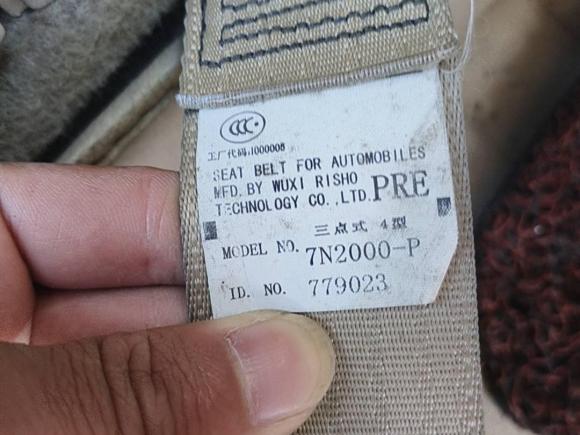 CCC
工厂代码:I000008
SEAT BELT FOR AUTOMOBILES
MFD. BY WUXI RISHO
TECHNOLOGY CO.,LTD. PRE
三点式 4型
MODEL NO. 7N2000-P
ID. NO. 779023